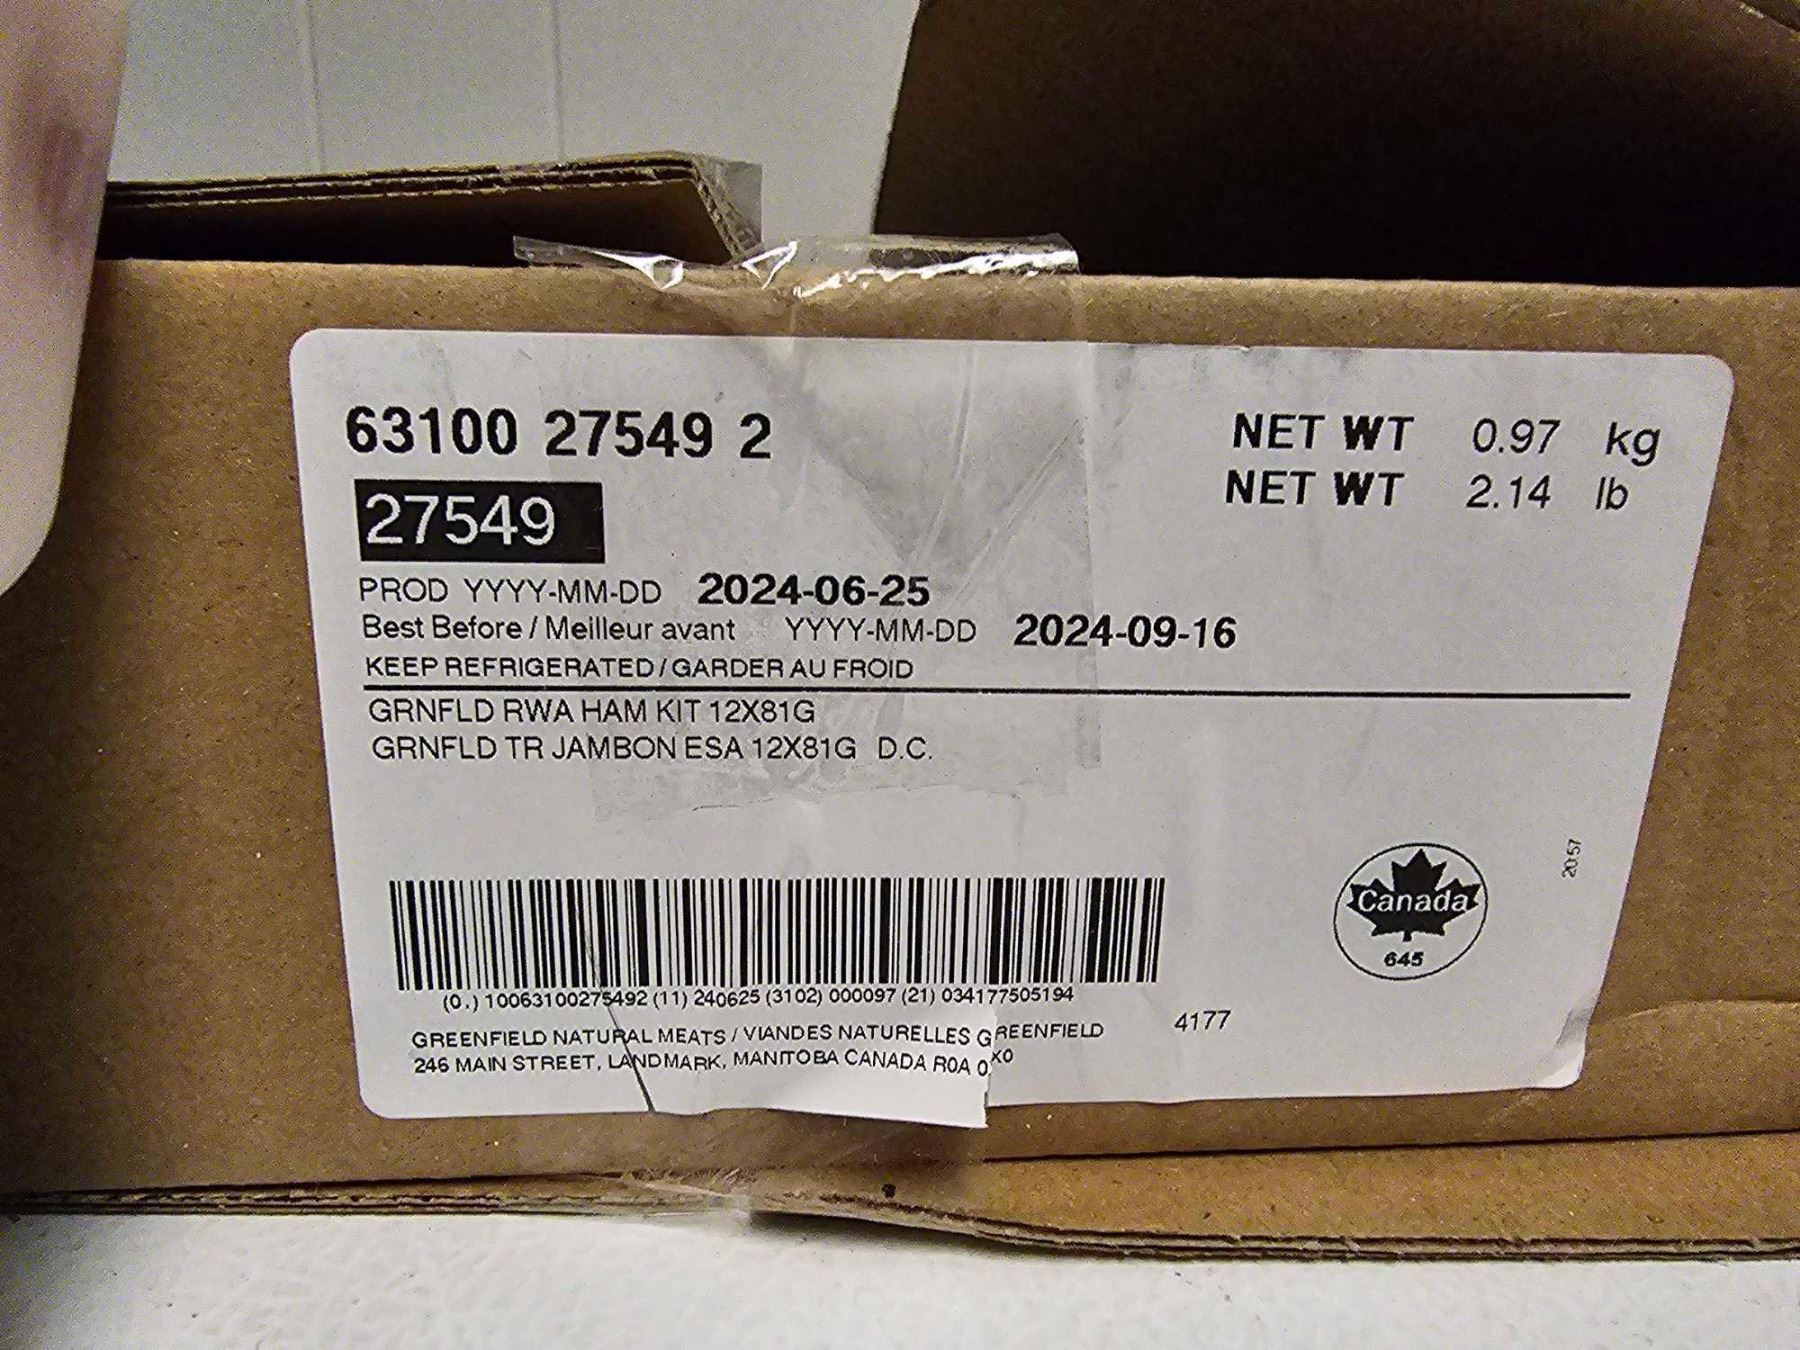 63100 27549 2
NET WT 0.97 kg
NET WT 2.14 lb
27549
PROD YYYY-MM-DD 2024-06-25
Best Before / Meilleur avant YYYY-MM-DD 2024-09-16
KEEP REFRIGERATED / GARDER AU FROID
GRNFLD RWA HAM KIT 12X81G
GRNFLD TR JAMBON ESA 12X81G D.C.
20:57
Canada
645
(0.) 10063100275492 (11) 240625 (3102) 000097 (21) 034177505194
GREENFIELD NATURAL MEATS / VIANDES NATURELLES GREENFIELD
4177
246 MAIN STREET, LANDMARK, MANITOBA CANADA R0A 0X0